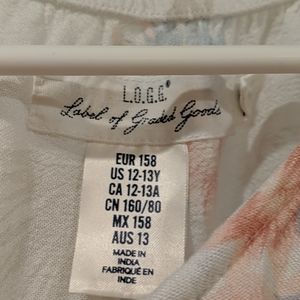 L.O.G.G.®
Label of Graded Goods
EUR 158
US 12-13Y
CA 12-13A
CN 160/80
MX 158
AUS 13
MADE IN
INDIA
FABRIQUÉ EN
INDE